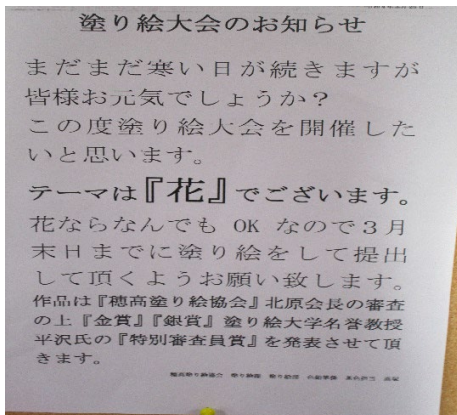 塗り絵大会のお知らせ
まだまだ寒い日が続きますが
皆様お元気でしょうか？
この度塗り絵大会を開催した
いと思います。
テーマは『花』でございます。
花ならなんでも OK なので３月
末日までに塗り絵をして提出
して頂くようお願い致します。
作品は『穂高塗り絵協会』北原会長の審査
の上『金賞』『銀賞』塗り絵大学名誉教授
平沢氏の『特別審査員賞』を発表させて頂
きます。